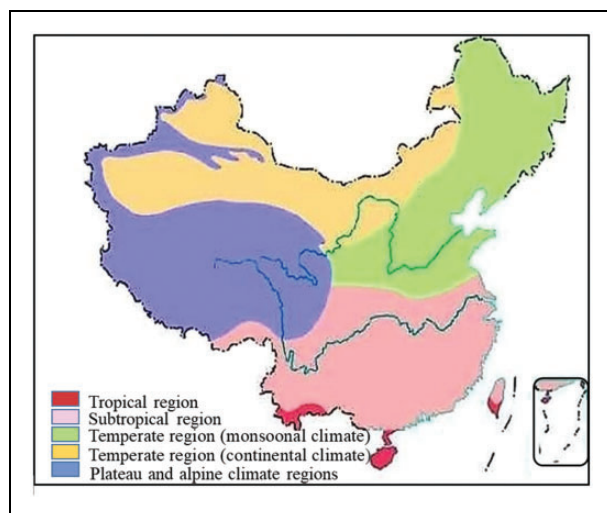 Tropical region
Subtropical region
Temperate region (monsoonal climate)
Temperate region (continental climate)
Plateau and alpine climate regions